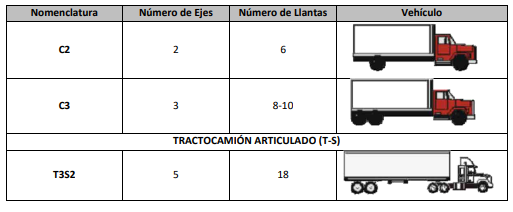 Nomenclatura Número de Ejes Número de Llantas Vehículo
C2 2 6
C3 3 8-10
TRACTOCAMIÓN ARTICULADO (T-S)
T3S2 5 18